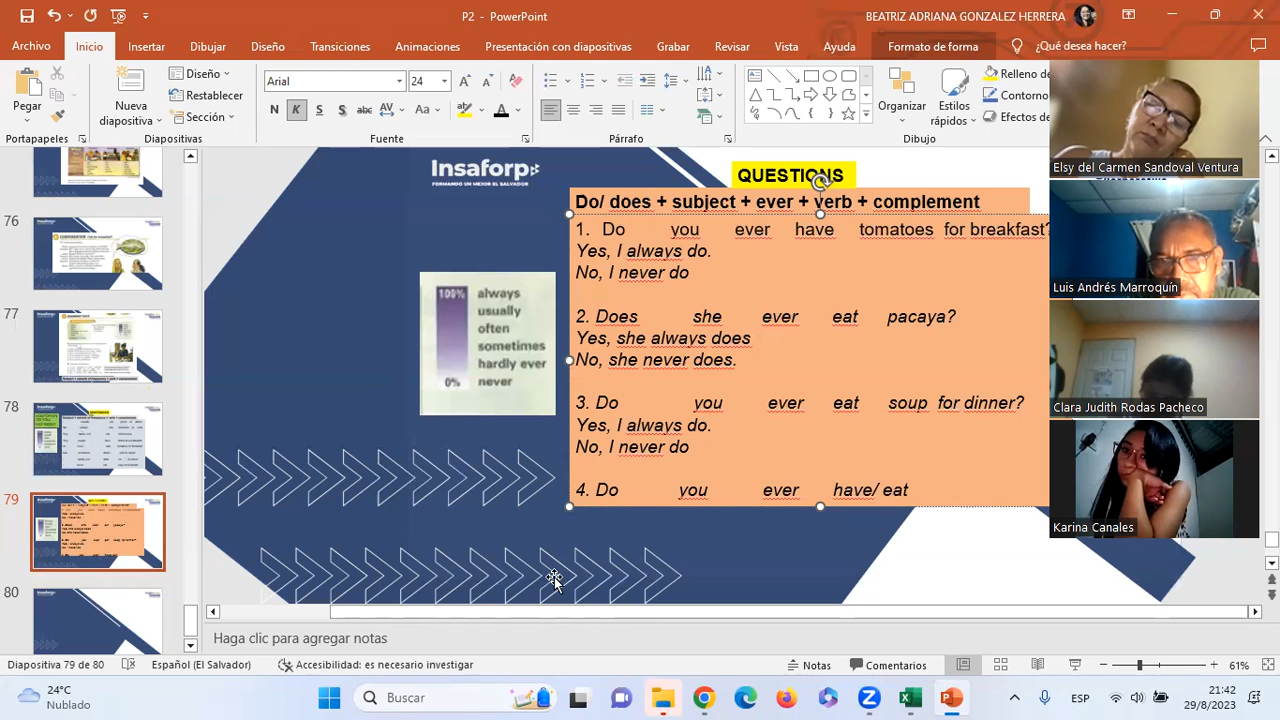 P2 - PowerPoint
BEATRIZ ADRIANA GONZALEZ HERRERA
Archivo Inicio Insertar Dibujar Diseño Transiciones Animaciones Presentación con diapositivas Grabar Revisar Vista Ayuda Formato de forma ¿Qué desea hacer?
Pegar
Portapapeles
Nueva diapositiva
Diseño
Restablecer
Sección
Diapositivas
Arial 24
N K S S abc AV Aa
Fuente
Párrafo
Organizar
Estilos rápidos
Relleno de
Contorno
Efectos de
Dibujo
76
77
78
79
80
Insaforp
FORMANDO UN MEJOR EL SALVADOR
QUESTIONS
Do/ does + subject + ever + verb + complement
1. Do you ever have tomatoes for breakfast?
Yes, I always do.
No, I never do
2. Does she ever eat pacaya?
Yes, she always does
No, she never does.
3. Do you ever eat soup for dinner?
Yes, I always do.
No, I never do
4. Do you ever have/ eat
100% always
usually
often
sometimes
hardly ever
0% never
Elsy del Carmen Sandoval Ventura
Luis Andrés Marroquín
Clara Judith Rodas Pacheco
Karina Canales
Haga clic para agregar notas
Diapositiva 79 de 80 Español (El Salvador) Accesibilidad: es necesario investigar Notas Comentarios 61%
24°C
Nublado
Buscar
ESP
21:42
29/8/2023